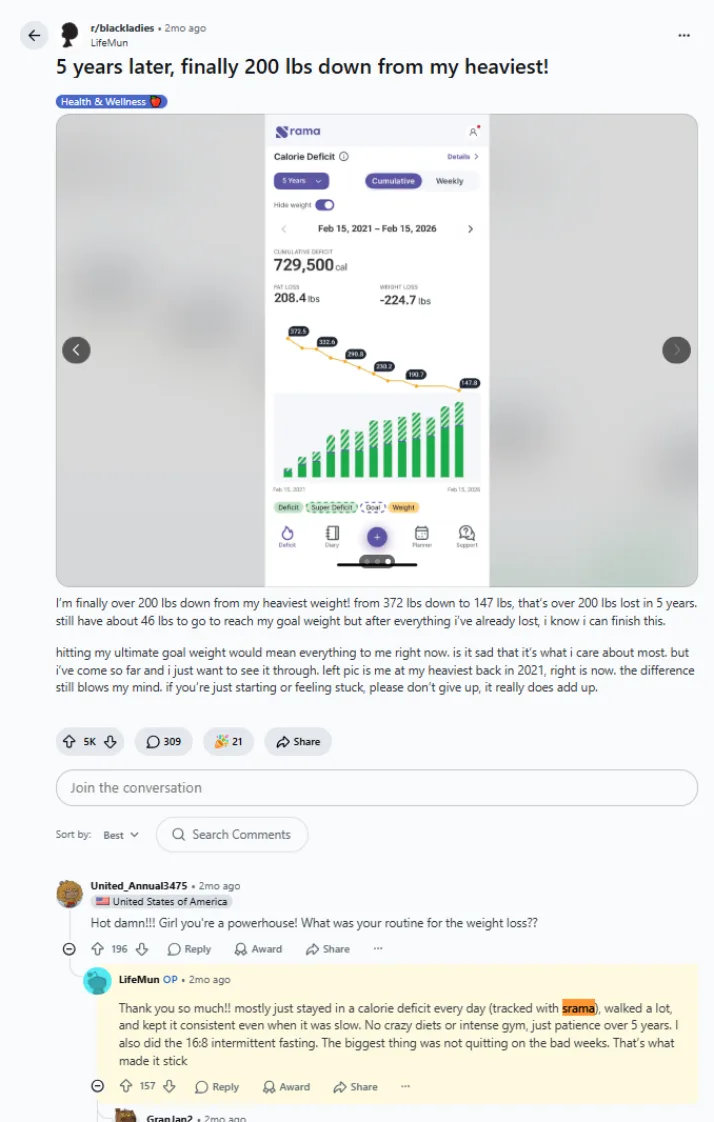 r/blackladies • 2mo ago
LifeMun
5 years later, finally 200 lbs down from my heaviest!
Health & Wellness
srama
Calorie Deficit
Details
5 Years
Cumulative
Weekly
Hide weight
Feb 15, 2021 – Feb 15, 2026
CUMULATIVE DEFICIT
729,500 cal
FAT LOSS
WEIGHT LOSS
208.4 lbs
-224.7 lbs
372.5
332.6
290.8
230.2
190.7
147.8
Feb 15, 2021
Feb 15, 2026
Deficit
Super Deficit
Goal
Weight
Deficit
Diary
Planner
Support
I'm finally over 200 lbs down from my heaviest weight! from 372 lbs down to 147 lbs, that's over 200 lbs lost in 5 years.
still have about 46 lbs to go to reach my goal weight but after everything i've already lost, i know i can finish this.
hitting my ultimate goal weight would mean everything to me right now. is it sad that it's what i care about most. but
i've come so far and i just want to see it through. left pic is me at my heaviest back in 2021, right is now. the difference
still blows my mind. if you're just starting or feeling stuck, please don't give up, it really does add up.
5K
309
21
Share
Join the conversation
Sort by: Best
Search Comments
United_Annual3475 • 2mo ago
United States of America
Hot damn!!! Girl you're a powerhouse! What was your routine for the weight loss??
196
Reply
Award
Share
LifeMun OP • 2mo ago
Thank you so much!! mostly just stayed in a calorie deficit every day (tracked with srama), walked a lot,
and kept it consistent even when it was slow. No crazy diets or intense gym, just patience over 5 years. I
also did the 16:8 intermittent fasting. The biggest thing was not quitting on the bad weeks. That's what
made it stick
157
Reply
Award
Share
GranJan2 • 2mo ago